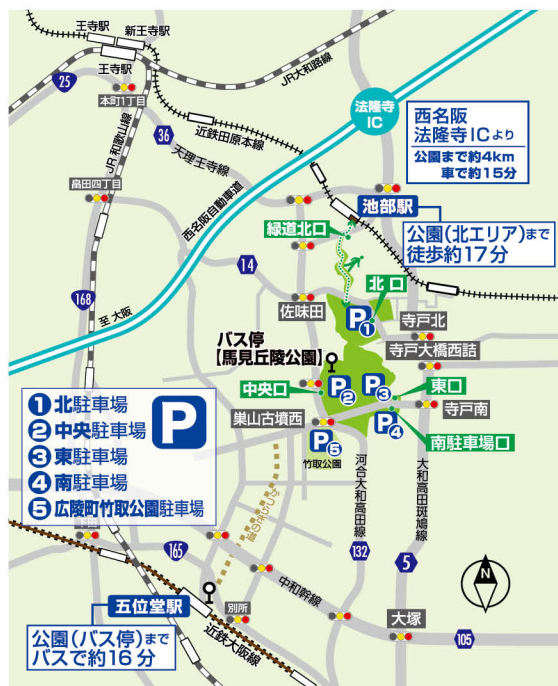 王寺駅
新王寺駅
王寺駅
25
本町1丁目
JR大和路線
法隆寺
IC
西名阪
法隆寺ICより
公園まで約4km
車で約15分
36
近鉄田原本線
天理王寺線
JR和歌山線
畠田四丁目
西名阪自動車道
緑道北口
池部駅
公園(北エリア)まで
徒歩約17分
14
北口
168
至 大阪
佐味田
P1
寺戸北
バス停
【馬見丘陵公園】
寺戸大橋西詰
中央口
P2
P3
東口
巣山古墳西
寺戸南
P4
南駐車場口
P5
竹取公園
P
1北駐車場
2中央駐車場
3東駐車場
4南駐車場
5広陵町竹取公園駐車場
河合大和高田線
大和高田斑鳩線
165
132
5
中和幹線
N
五位堂駅
別所
大塚
105
公園(バス停)まで
バスで約16分
近鉄大阪線